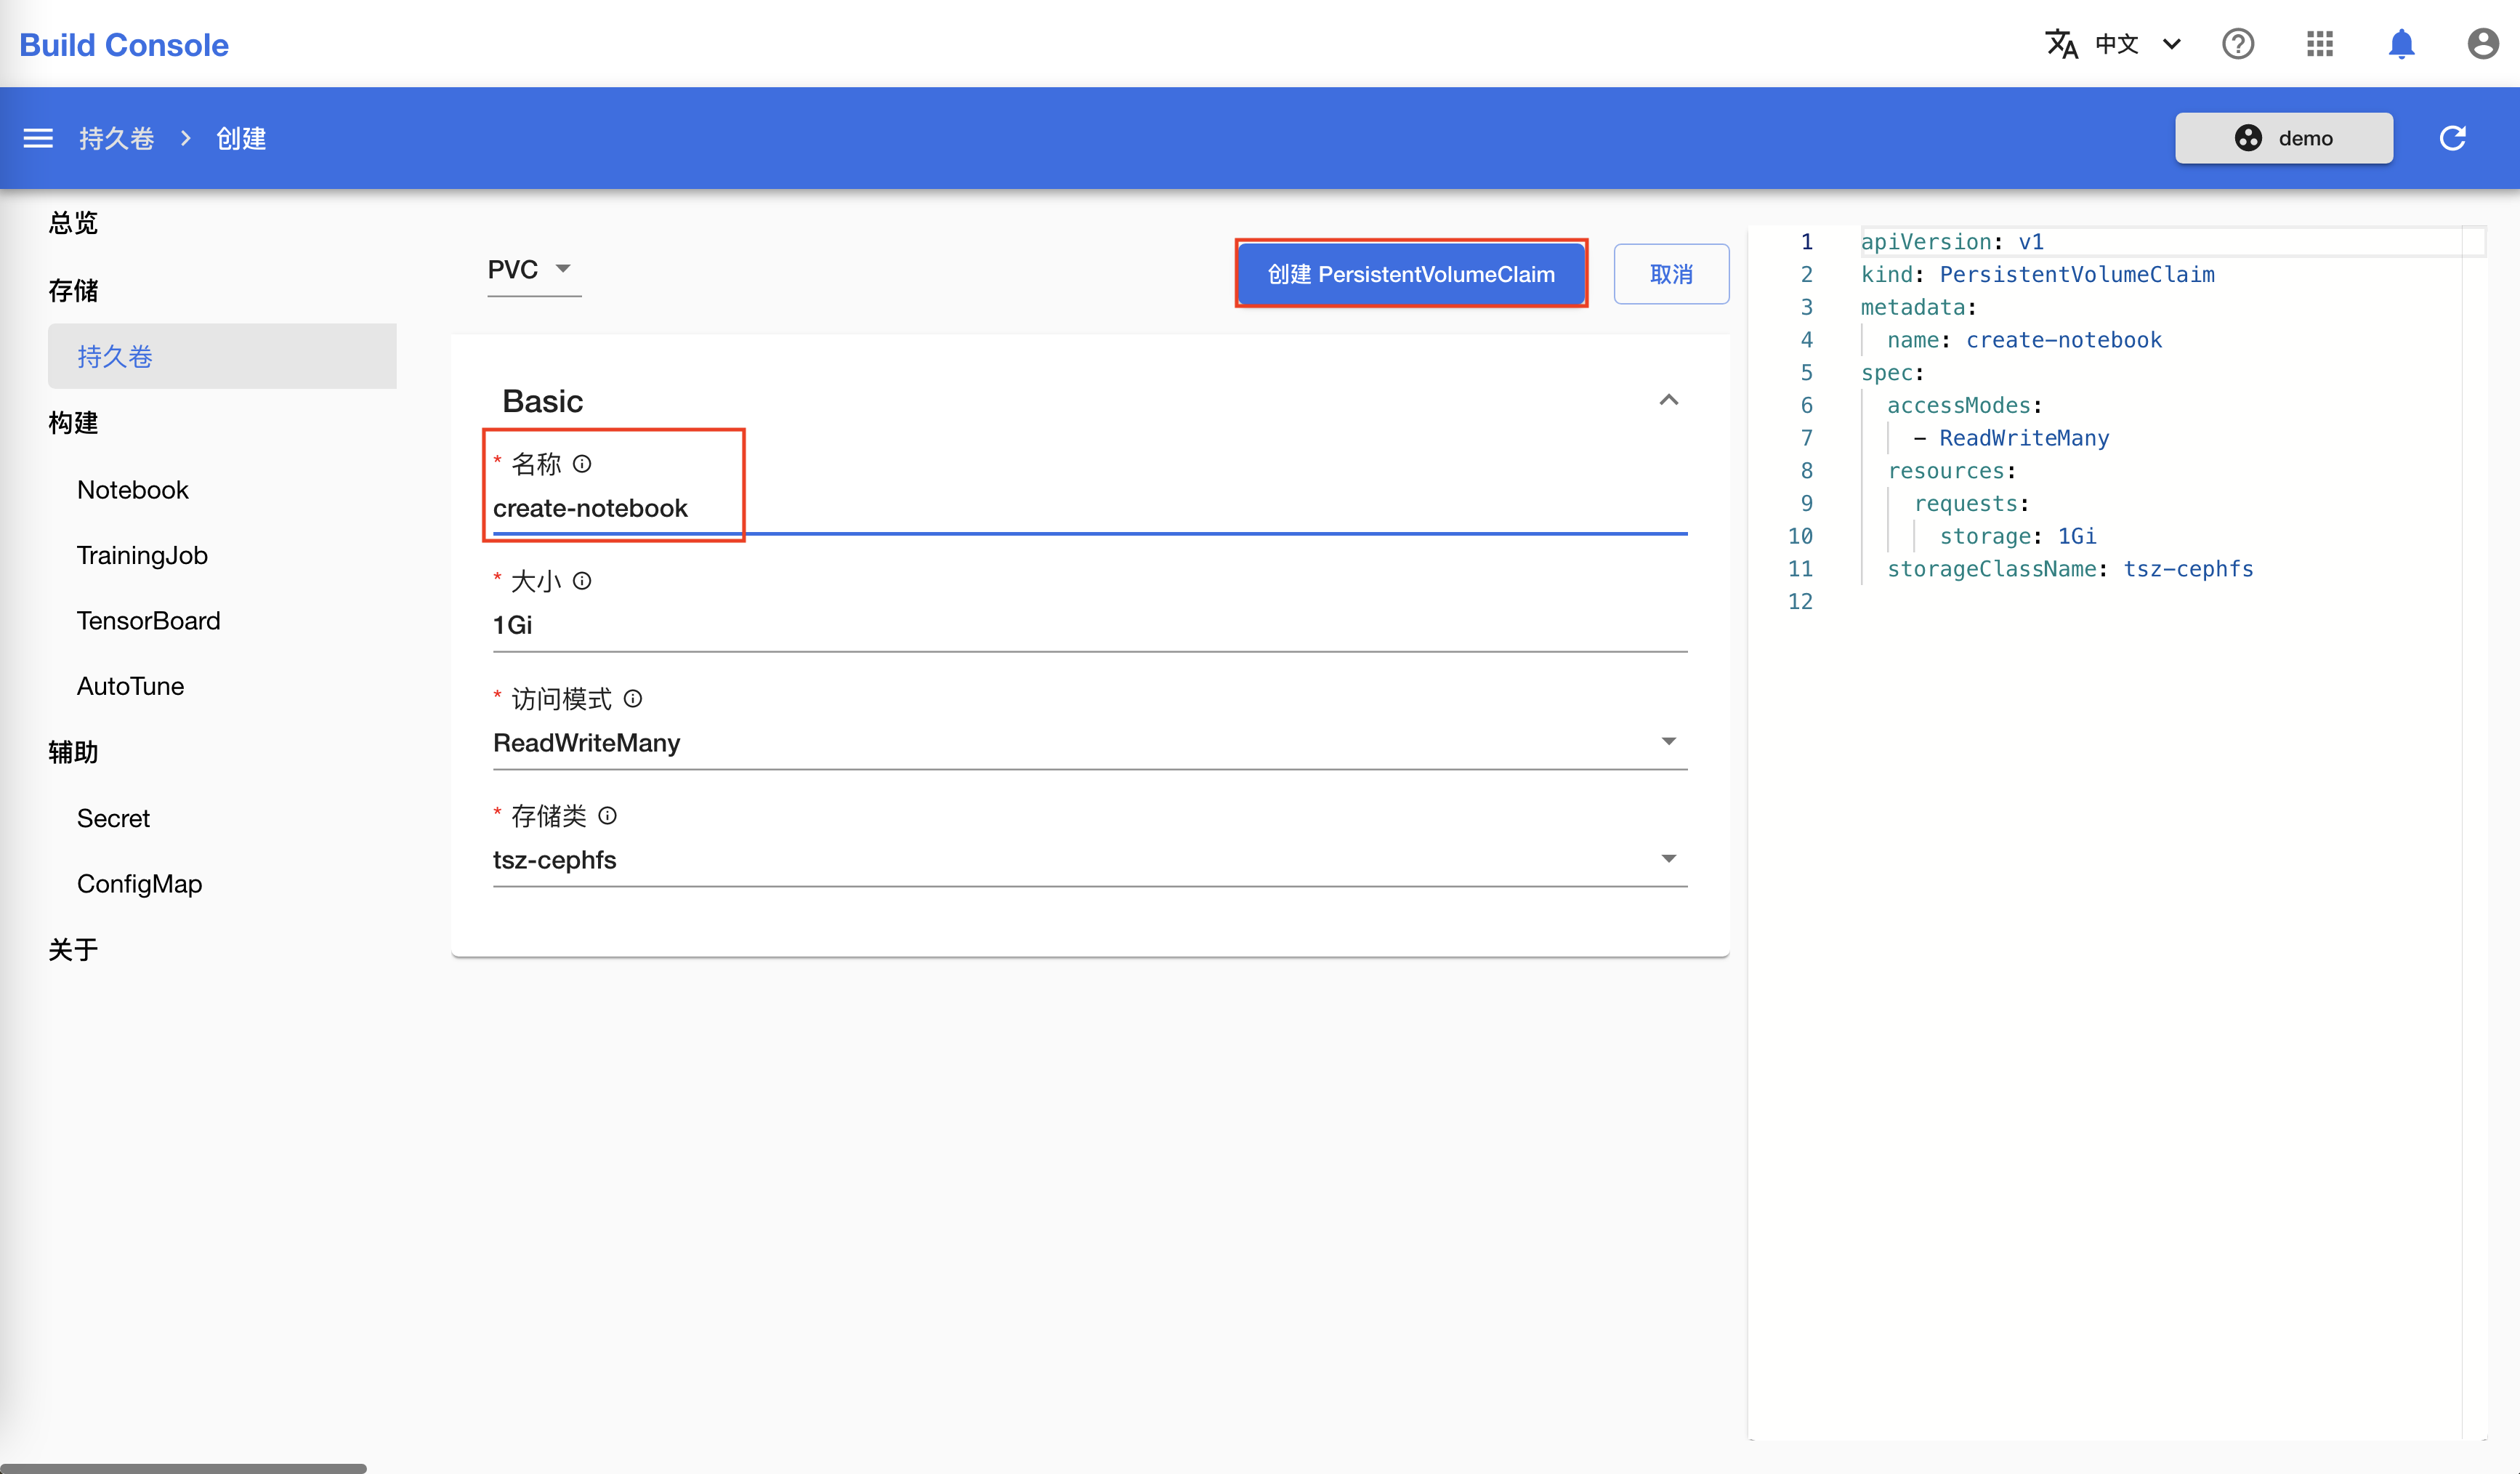 Build Console
中文
持久卷 > 创建
demo
总览
存储
持久卷
构建
Notebook
TrainingJob
TensorBoard
AutoTune
辅助
Secret
ConfigMap
关于
PVC
创建 PersistentVolumeClaim
取消
Basic
* 名称
create-notebook
* 大小
1Gi
* 访问模式
ReadWriteMany
* 存储类
tsz-cephfs
1 apiVersion: v1
2 kind: PersistentVolumeClaim
3 metadata:
4   name: create-notebook
5 spec:
6   accessModes:
7     - ReadWriteMany
8   resources:
9     requests:
10       storage: 1Gi
11   storageClassName: tsz-cephfs
12